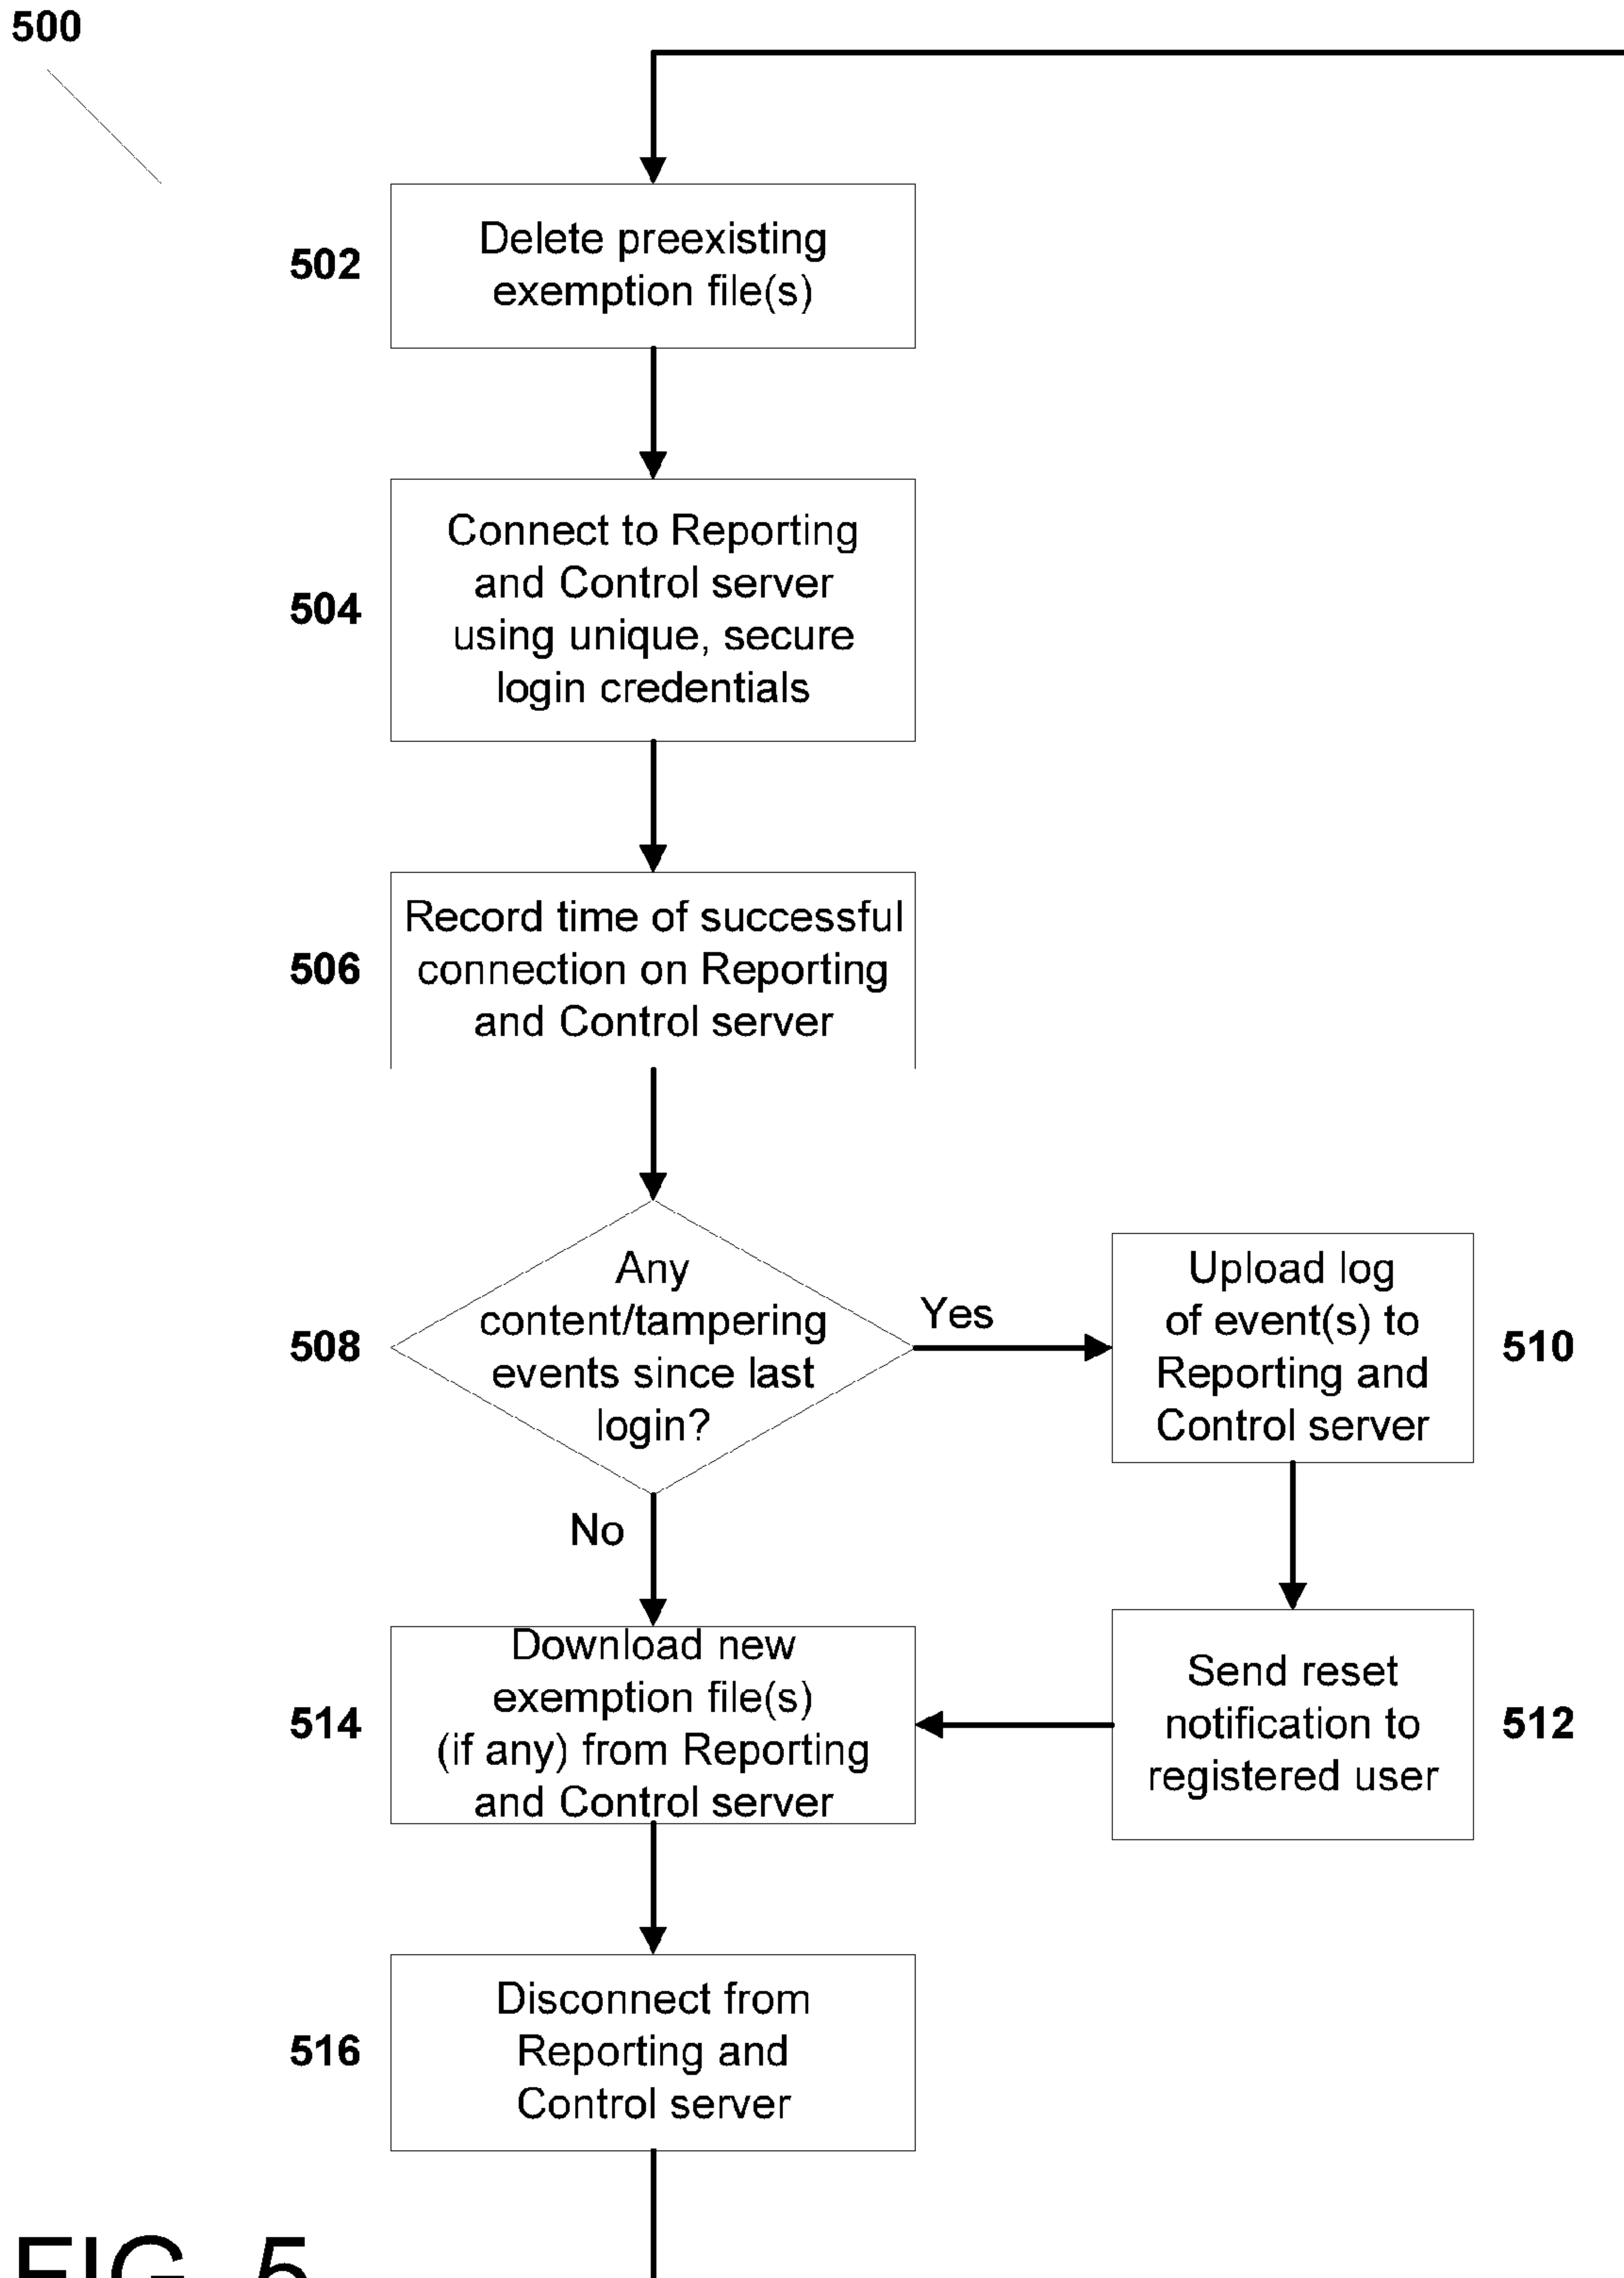 500
502
Delete preexisting
exemption file(s)
504
Connect to Reporting
and Control server
using unique, secure
login credentials
506
Record time of successful
connection on Reporting
and Control server
508
Any
content/tampering
events since last
login?
Yes
No
Upload log
of event(s) to
Reporting and
Control server
510
Send reset
notification to
registered user
512
514
Download new
exemption file(s)
(if any) from Reporting
and Control server
516
Disconnect from
Reporting and
Control server
FIG. 5